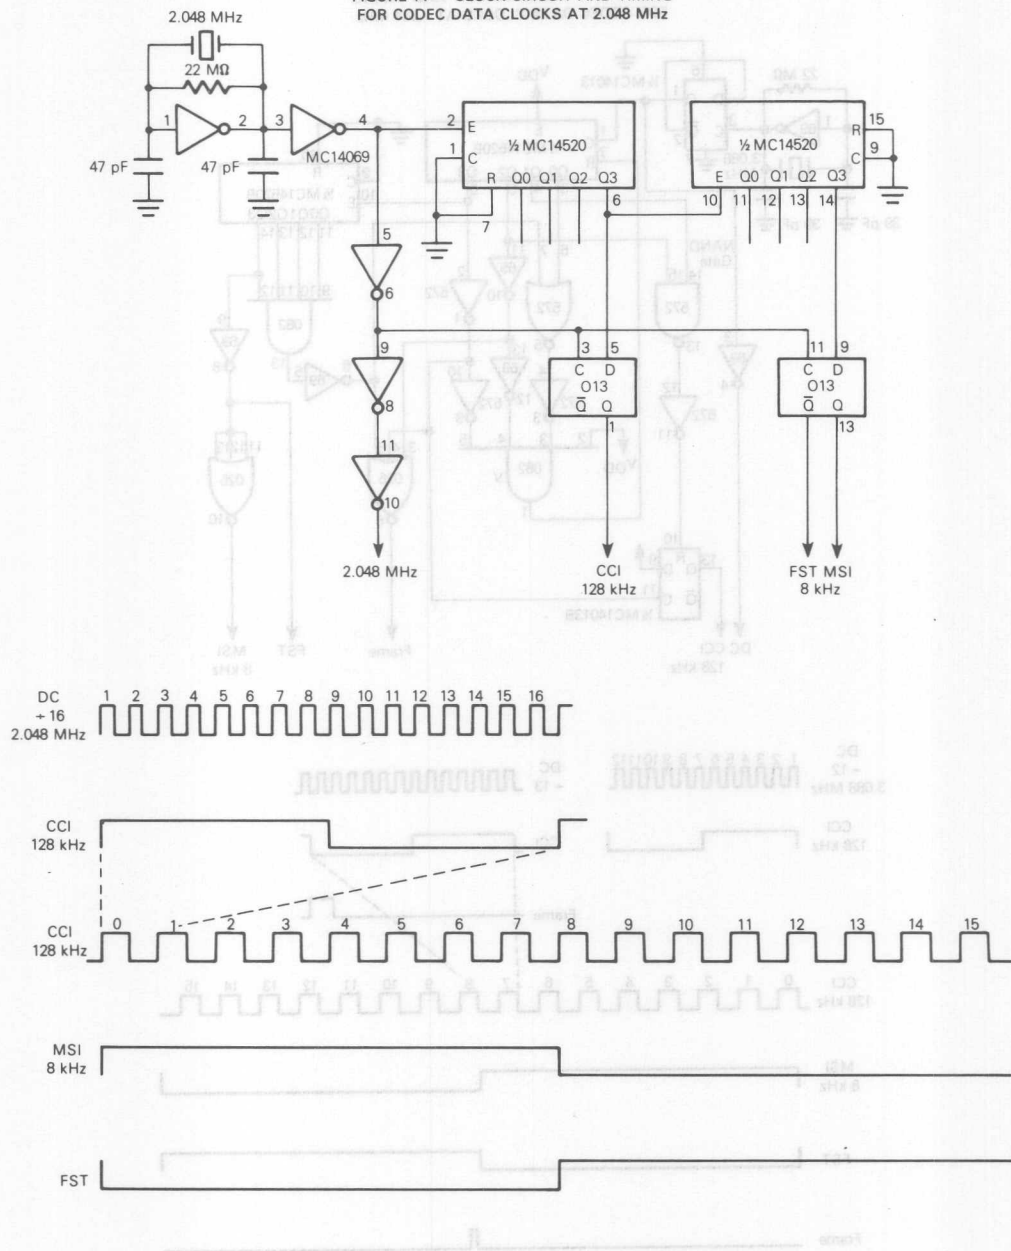 FOR CODEC DATA CLOCKS AT 2.048 MHz
2.048 MHz
22 MΩ
1 2 3 4
MC14069
47 pF 47 pF
2 E
1 C
½ MC14520
R Q0 Q1 Q2 Q3
7 6
½ MC14520
R 15
C 9
E Q0 Q1 Q2 Q3
10 11 12 13 14
5
6
9
8
11
10
3 5
C D
O13
Q̅ Q
1
11 9
C D
O13
Q̅ Q
13
2.048 MHz
CCI
128 kHz
FST MSI
8 kHz
DC
÷ 16
2.048 MHz
1 2 3 4 5 6 7 8 9 10 11 12 13 14 15 16
CCI
128 kHz
CCI
128 kHz
0 1 2 3 4 5 6 7 8 9 10 11 12 13 14 15
MSI
8 kHz
FST